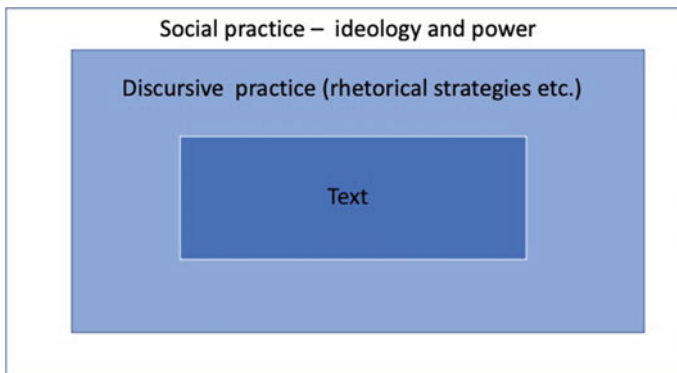 Social practice – ideology and power
Discursive practice (rhetorical strategies etc.)
Text